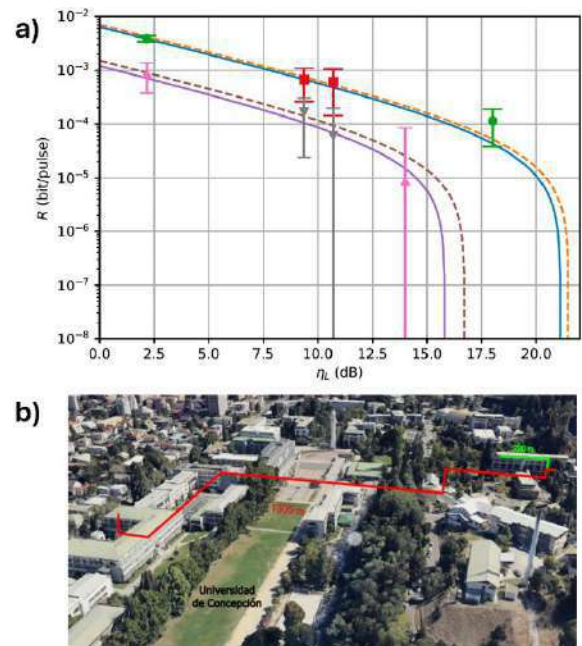 a)
10⁻²
10⁻³
10⁻⁴
10⁻⁵
10⁻⁶
10⁻⁷
10⁻⁸
R (bit/pulse)
0.0 2.5 5.0 7.5 10.0 12.5 15.0 17.5 20.0
η_L (dB)
b)
Universidad
de Concepción